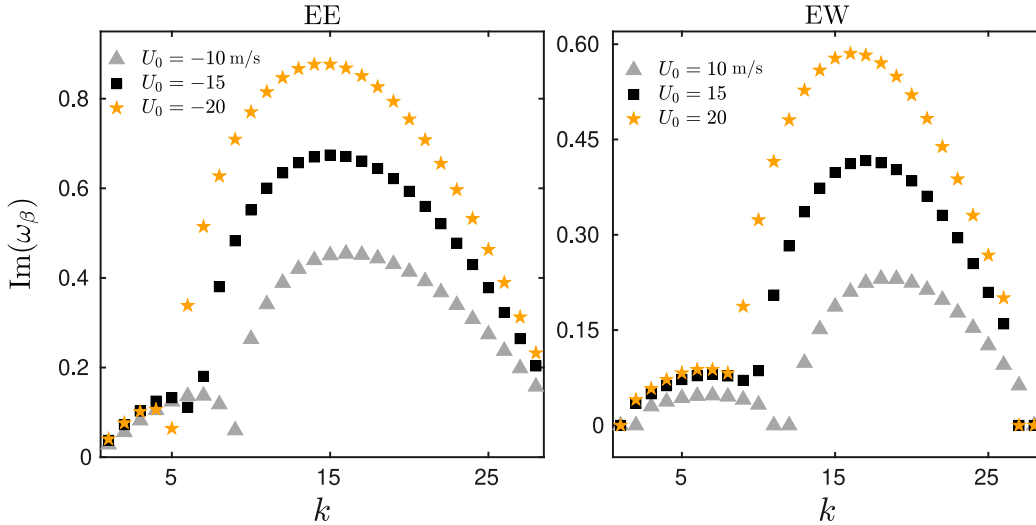 EE
U₀ = −10 m/s
U₀ = −15
U₀ = −20
Im(ω_β)
0.8
0.6
0.4
0.2
0
5
15
25
k
EW
U₀ = 10 m/s
U₀ = 15
U₀ = 20
0.60
0.45
0.30
0.15
0
5
15
25
k